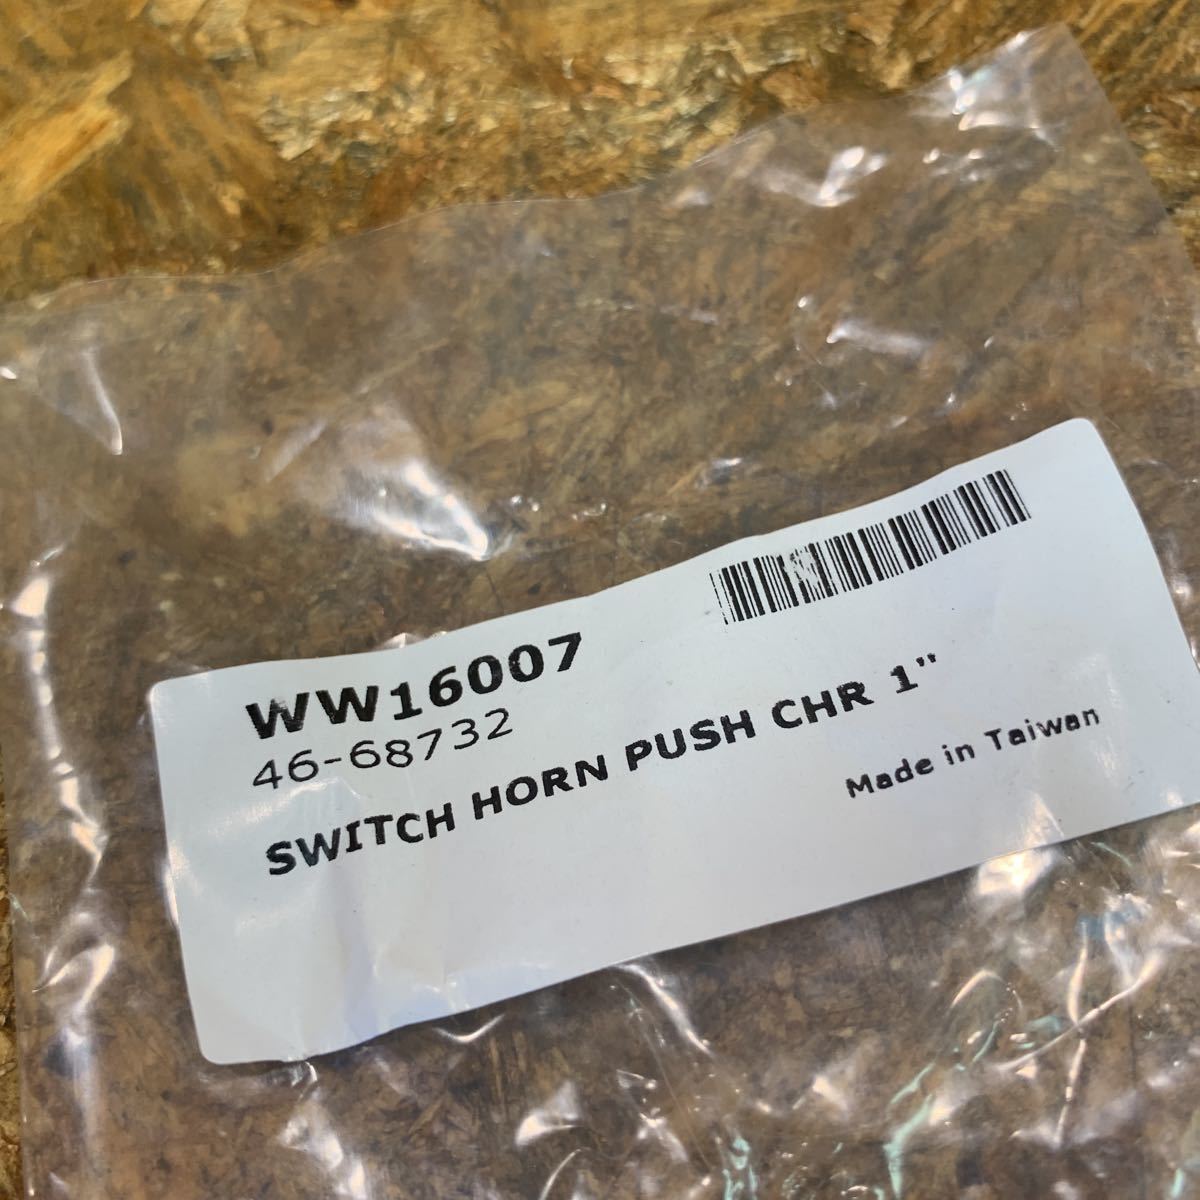 WW16007
46-68732
SWITCH HORN PUSH CHR 1"
Made in Taiwan